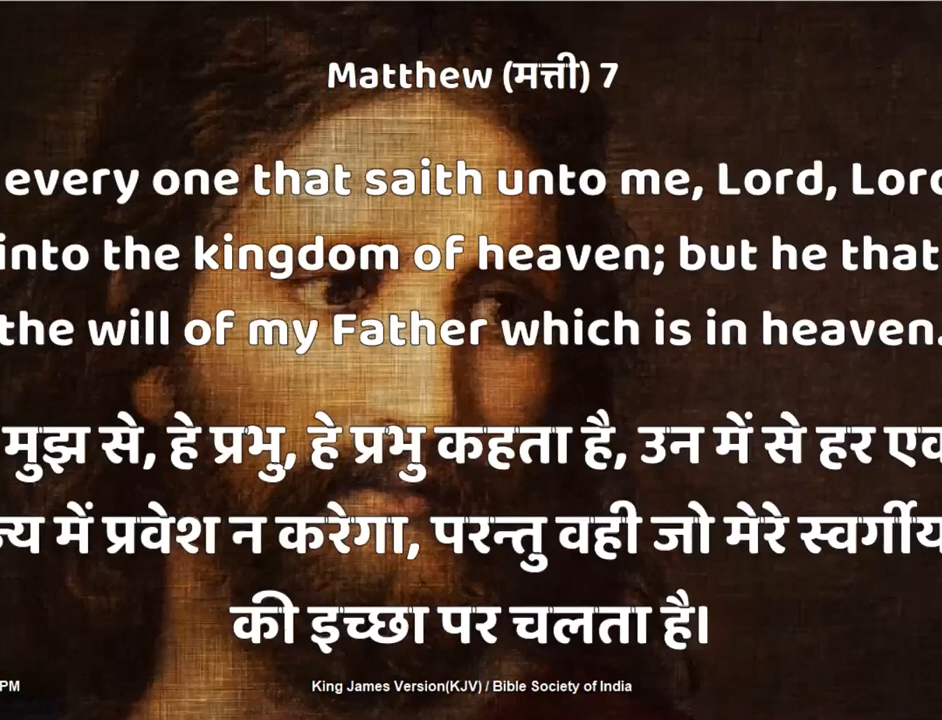 Matthew (मत्ती) 7
every one that saith unto me, Lord, Lord
into the kingdom of heaven; but he that
the will of my Father which is in heaven.
मुझ से, हे प्रभु, हे प्रभु कहता है, उन में से हर
में प्रवेश न करेगा, परन्तु वही जो मेरे स्वर्गीय
की इच्छा पर चलता है।
PM
King James Version(KJV) / Bible Society of India